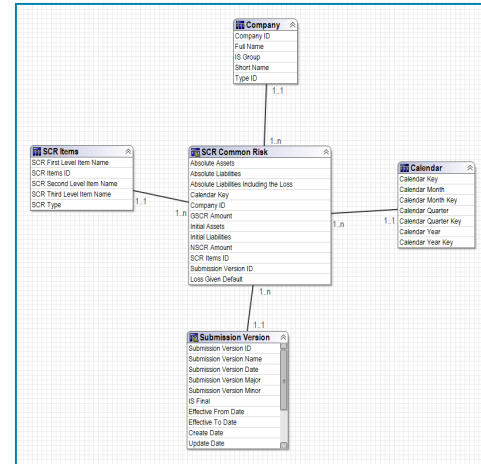 Company
Company ID
Full Name
IS Group
Short Name
Type ID
1..1
1..n
SCR Items
SCR First Level Item Name
SCR Items ID
SCR Second Level Item Name
SCR Third Level Item Name
SCR Type
1..1
1..n
SCR Common Risk
Absolute Assets
Absolute Liabilities
Absolute Liabilities Including the Loss
Calendar Key
Company ID
GSCR Amount
Initial Assets
Initial Liabilities
NSCR Amount
SCR Items ID
Submission Version ID
Loss Given Default
1..n
1..1
Calendar
Calendar Key
Calendar Month
Calendar Month Key
Calendar Quarter
Calendar Quarter Key
Calendar Year
Calendar Year Key
1..n
1..1
Submission Version
Submission Version ID
Submission Version Name
Submission Version Date
Submission Version Major
Submission Version Minor
IS Final
Effective From Date
Effective To Date
Create Date
Update Date